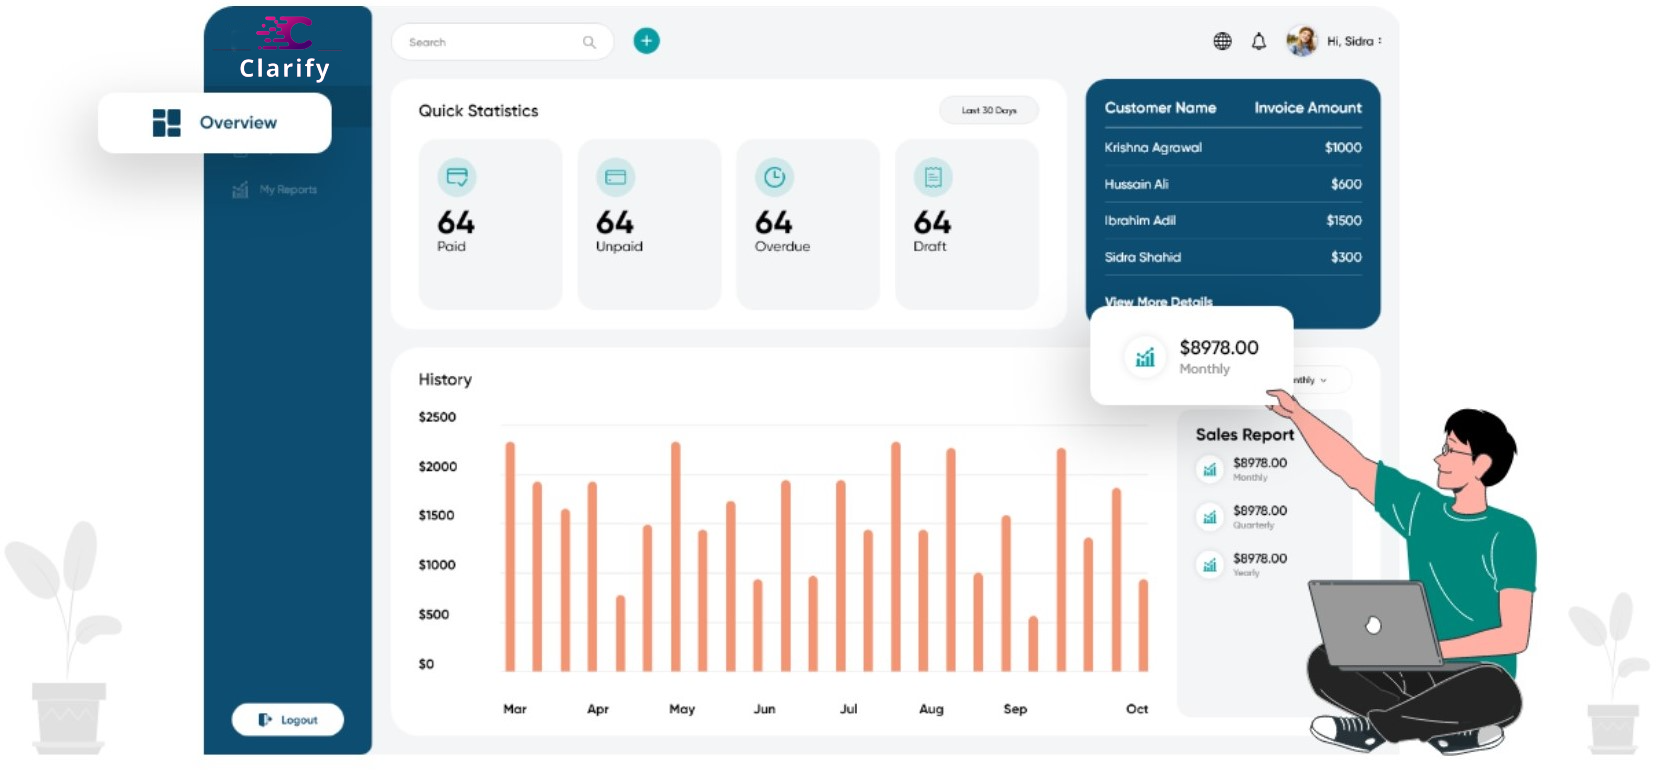 Clarify
Search
Hi, Sidra :
Overview
My Reports
Logout
Quick Statistics
Last 30 Days
64
Paid
64
Unpaid
64
Overdue
64
Draft
Customer Name Invoice Amount
Krishna Agrawal $1000
Hussain Ali $600
Ibrahim Adil $1500
Sidra Shahid $300
View More Details
$8978.00
Monthly
nthly
History
$2500
$2000
$1500
$1000
$500
$0
Mar Apr May Jun Jul Aug Sep Oct
Sales Report
$8978.00
Monthly
$8978.00
Quarterly
$8978.00
Yearly